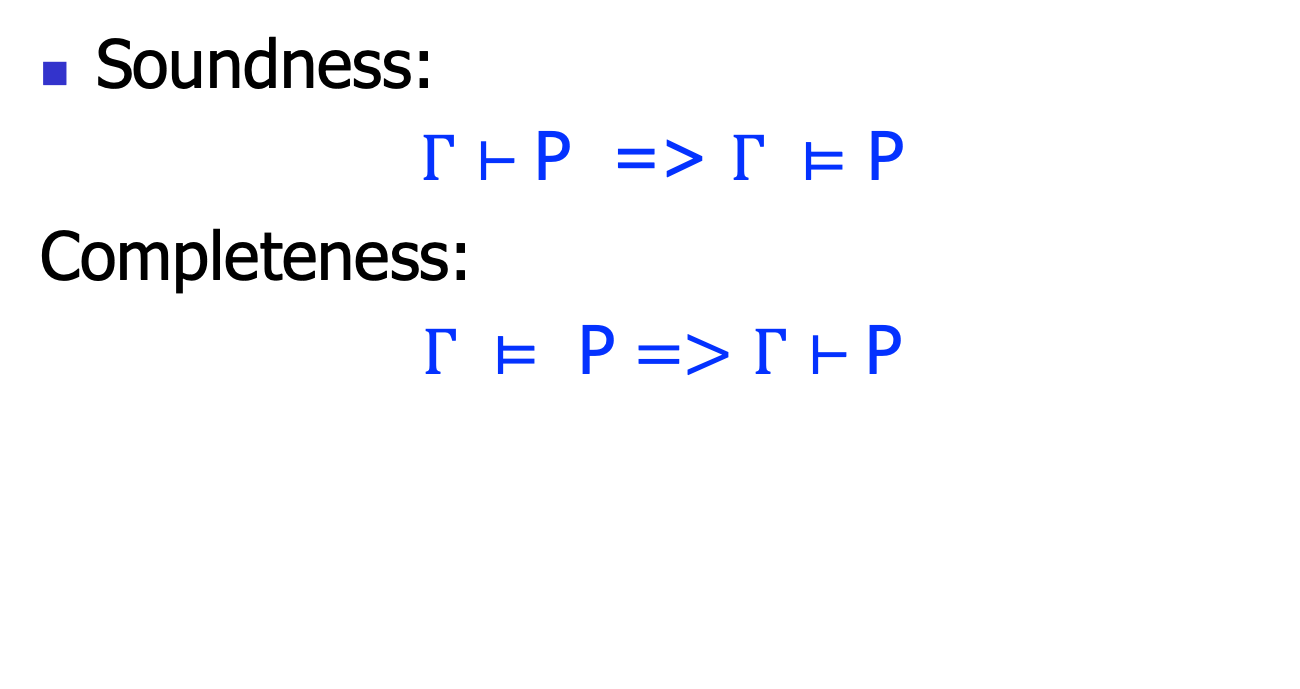 Soundness:
Γ ⊢ P => Γ ⊨ P
Completeness:
Γ ⊨ P => Γ ⊢ P